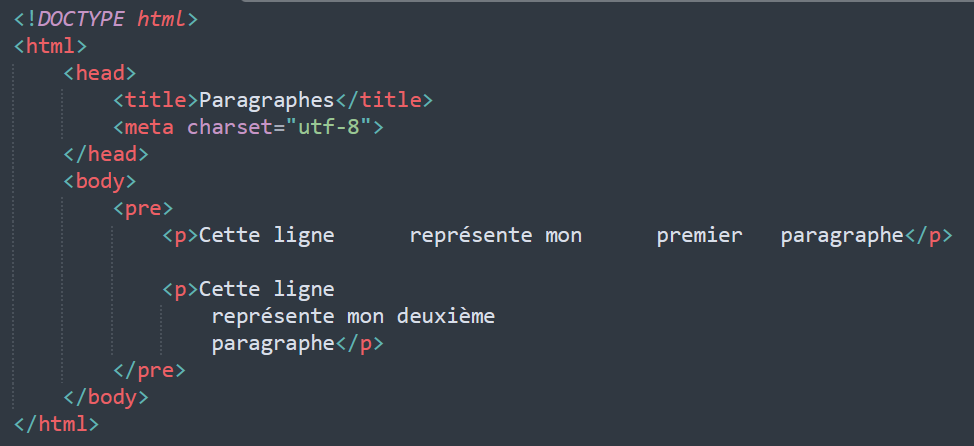 <!DOCTYPE html>
<html>
    <head>
        <title>Paragraphes</title>
        <meta charset="utf-8">
    </head>
    <body>
        <pre>
            <p>Cette ligne      représente mon      premier   paragraphe</p>

            <p>Cette ligne
                représente mon deuxième
                paragraphe</p>
        </pre>
    </body>
</html>